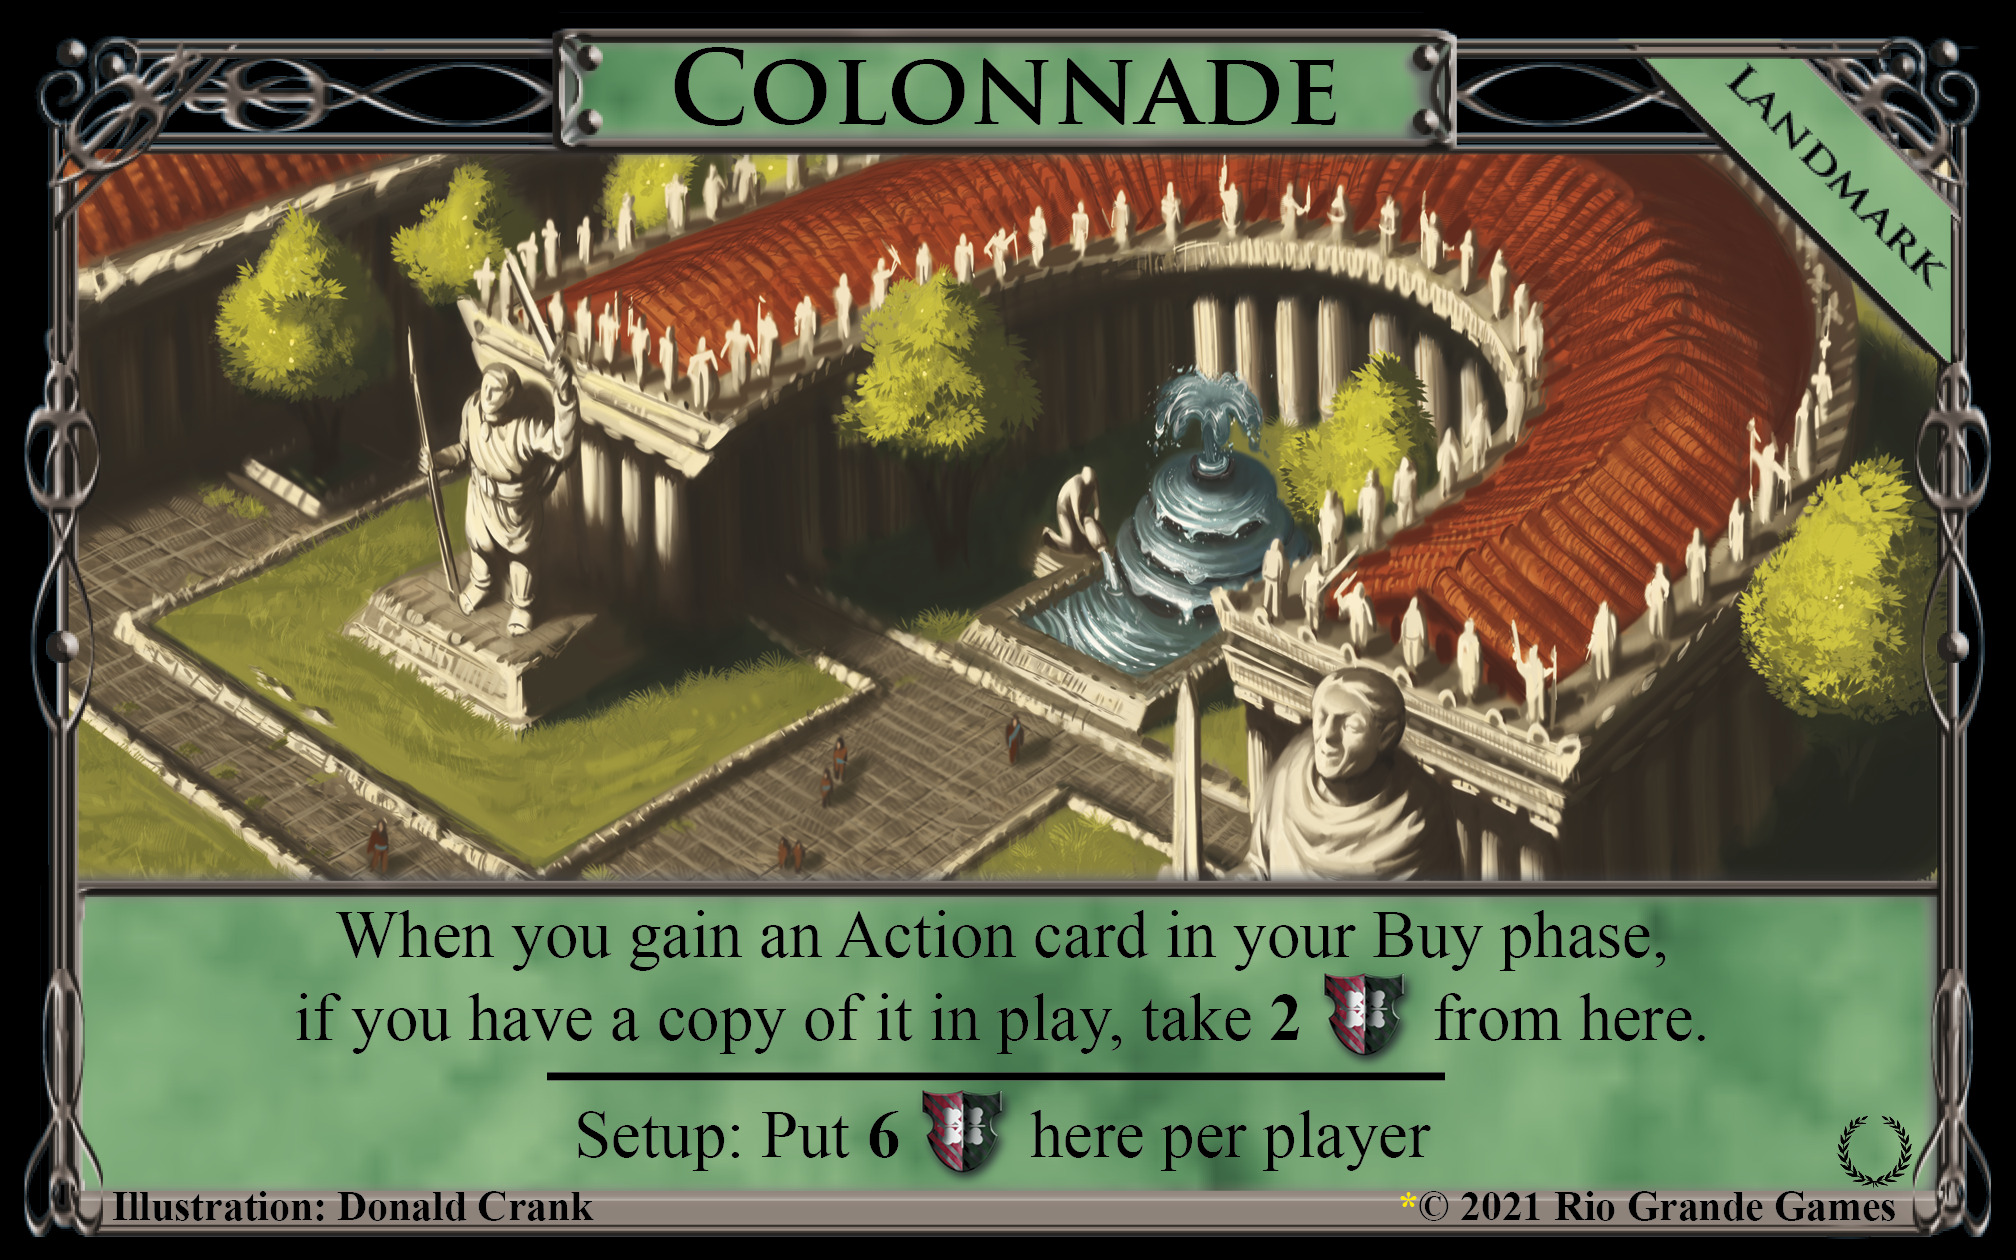 COLONNADE
LANDMARK
When you gain an Action card in your Buy phase,
if you have a copy of it in play, take 2 from here.
Setup: Put 6 here per player
Illustration: Donald Crank
*© 2021 Rio Grande Games